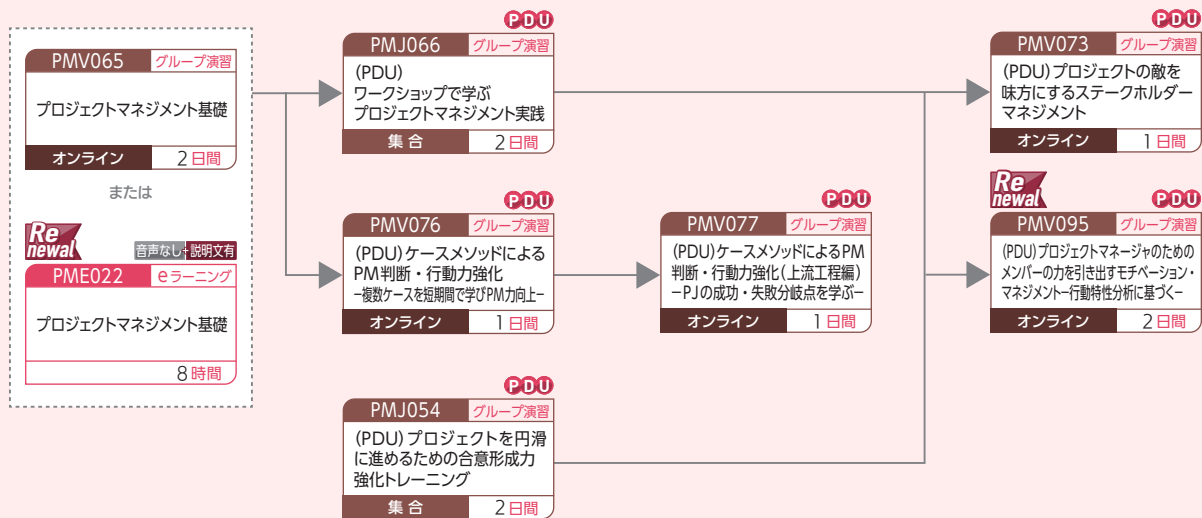 PMV065 グループ演習
プロジェクトマネジメント基礎
オンライン 2日間
または
Re
newal
音声なし+説明文有
PME022 eラーニング
プロジェクトマネジメント基礎
8時間
PDU
PMJ066 グループ演習
(PDU)
ワークショップで学ぶ
プロジェクトマネジメント実践
集合 2日間
PDU
PMV076 グループ演習
(PDU)ケースメソッドによる
PM判断・行動力強化
−複数ケースを短期間で学びPM力向上−
オンライン 1日間
PDU
PMV077 グループ演習
(PDU)ケースメソッドによるPM
判断・行動力強化(上流工程編)
−PJの成功・失敗分岐点を学ぶ−
オンライン 1日間
PDU
PMJ054 グループ演習
(PDU)プロジェクトを円滑
に進めるための合意形成力
強化トレーニング
集合 2日間
PDU
PMV073 グループ演習
(PDU)プロジェクトの敵を
味方にするステークホルダー
マネジメント
オンライン 1日間
Re
newal
PDU
PMV095 グループ演習
(PDU)プロジェクトマネージャのための
メンバーの力を引き出すモチベーション・
マネジメント−行動特性分析に基づく−
オンライン 2日間